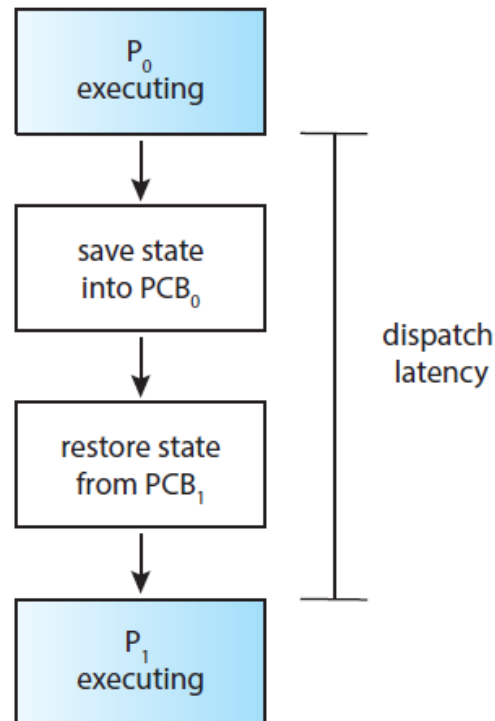 P₀
executing
save state
into PCB₀
dispatch
latency
restore state
from PCB₁
P₁
executing